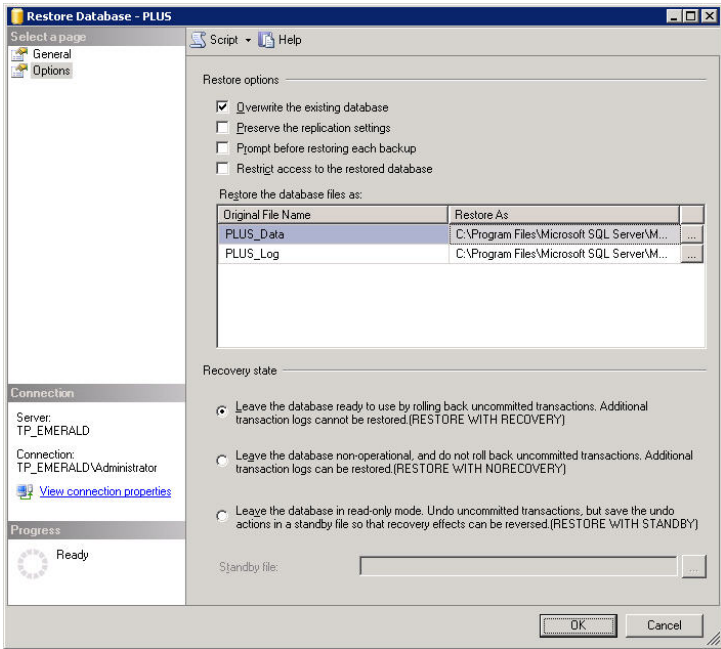 Restore Database - PLUS
Select a page
General
Options
Script Help
Restore options
Overwrite the existing database
Preserve the replication settings
Prompt before restoring each backup
Restrict access to the restored database
Restore the database files as:
Original File Name Restore As
PLUS_Data C:\Program Files\Microsoft SQL Server\M... ...
PLUS_Log C:\Program Files\Microsoft SQL Server\M... ...
Recovery state
Leave the database ready to use by rolling back uncommitted transactions. Additional
transaction logs cannot be restored.(RESTORE WITH RECOVERY)
Leave the database non-operational, and do not roll back uncommitted transactions. Additional
transaction logs can be restored.(RESTORE WITH NORECOVERY)
Leave the database in read-only mode. Undo uncommitted transactions, but save the undo
actions in a standby file so that recovery effects can be reversed.(RESTORE WITH STANDBY)
Standby file: ...
Connection
Server:
TP_EMERALD
Connection:
TP_EMERALD\Administrator
View connection properties
Progress
Ready
OK Cancel